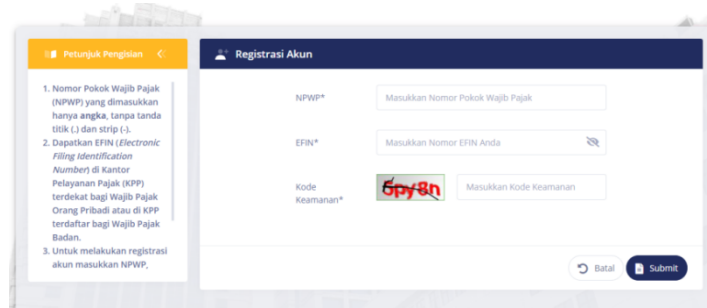 Petunjuk Pengisian
1. Nomor Pokok Wajib Pajak
(NPWP) yang dimasukkan
hanya angka, tanpa tanda
titik (.) dan strip (-).
2. Dapatkan EFIN (Electronic
Filing Identification
Number) di Kantor
Pelayanan Pajak (KPP)
terdekat bagi Wajib Pajak
Orang Pribadi atau di KPP
terdaftar bagi Wajib Pajak
Badan.
3. Untuk melakukan registrasi
akun masukkan NPWP,
Registrasi Akun
NPWP* Masukkan Nomor Pokok Wajib Pajak
EFIN* Masukkan Nomor EFIN Anda
Kode
Keamanan*
6py8n
Masukkan Kode Keamanan
Batal Submit